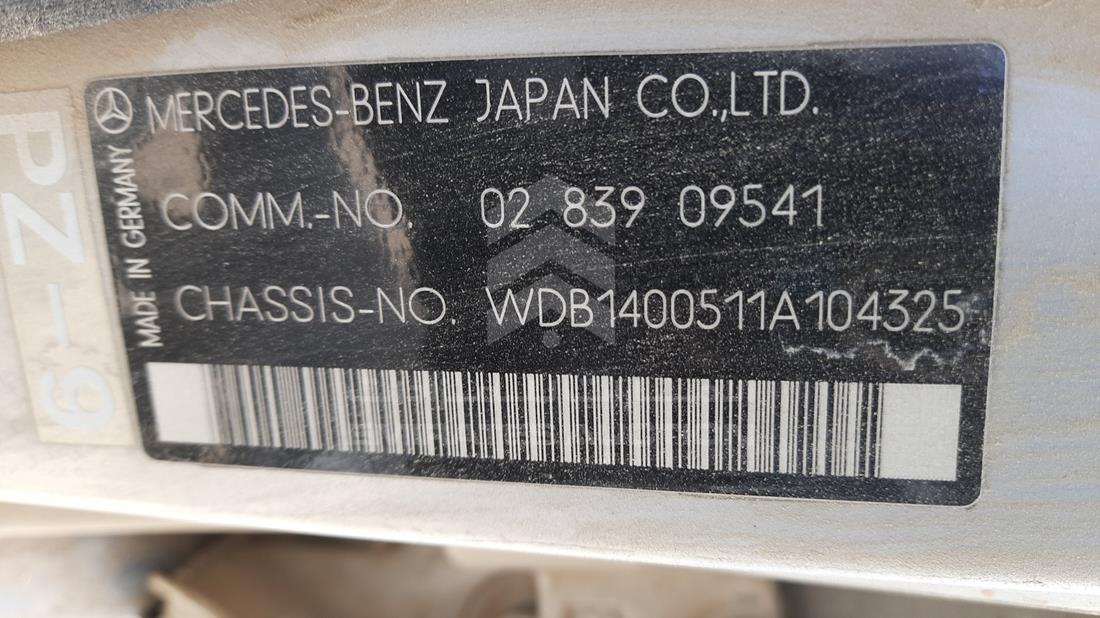 MERCEDES-BENZ JAPAN CO.,LTD.
MADE IN GERMANY
COMM.-NO. 02 839 09541
CHASSIS-NO. WDB1400511A104325
PZ-9